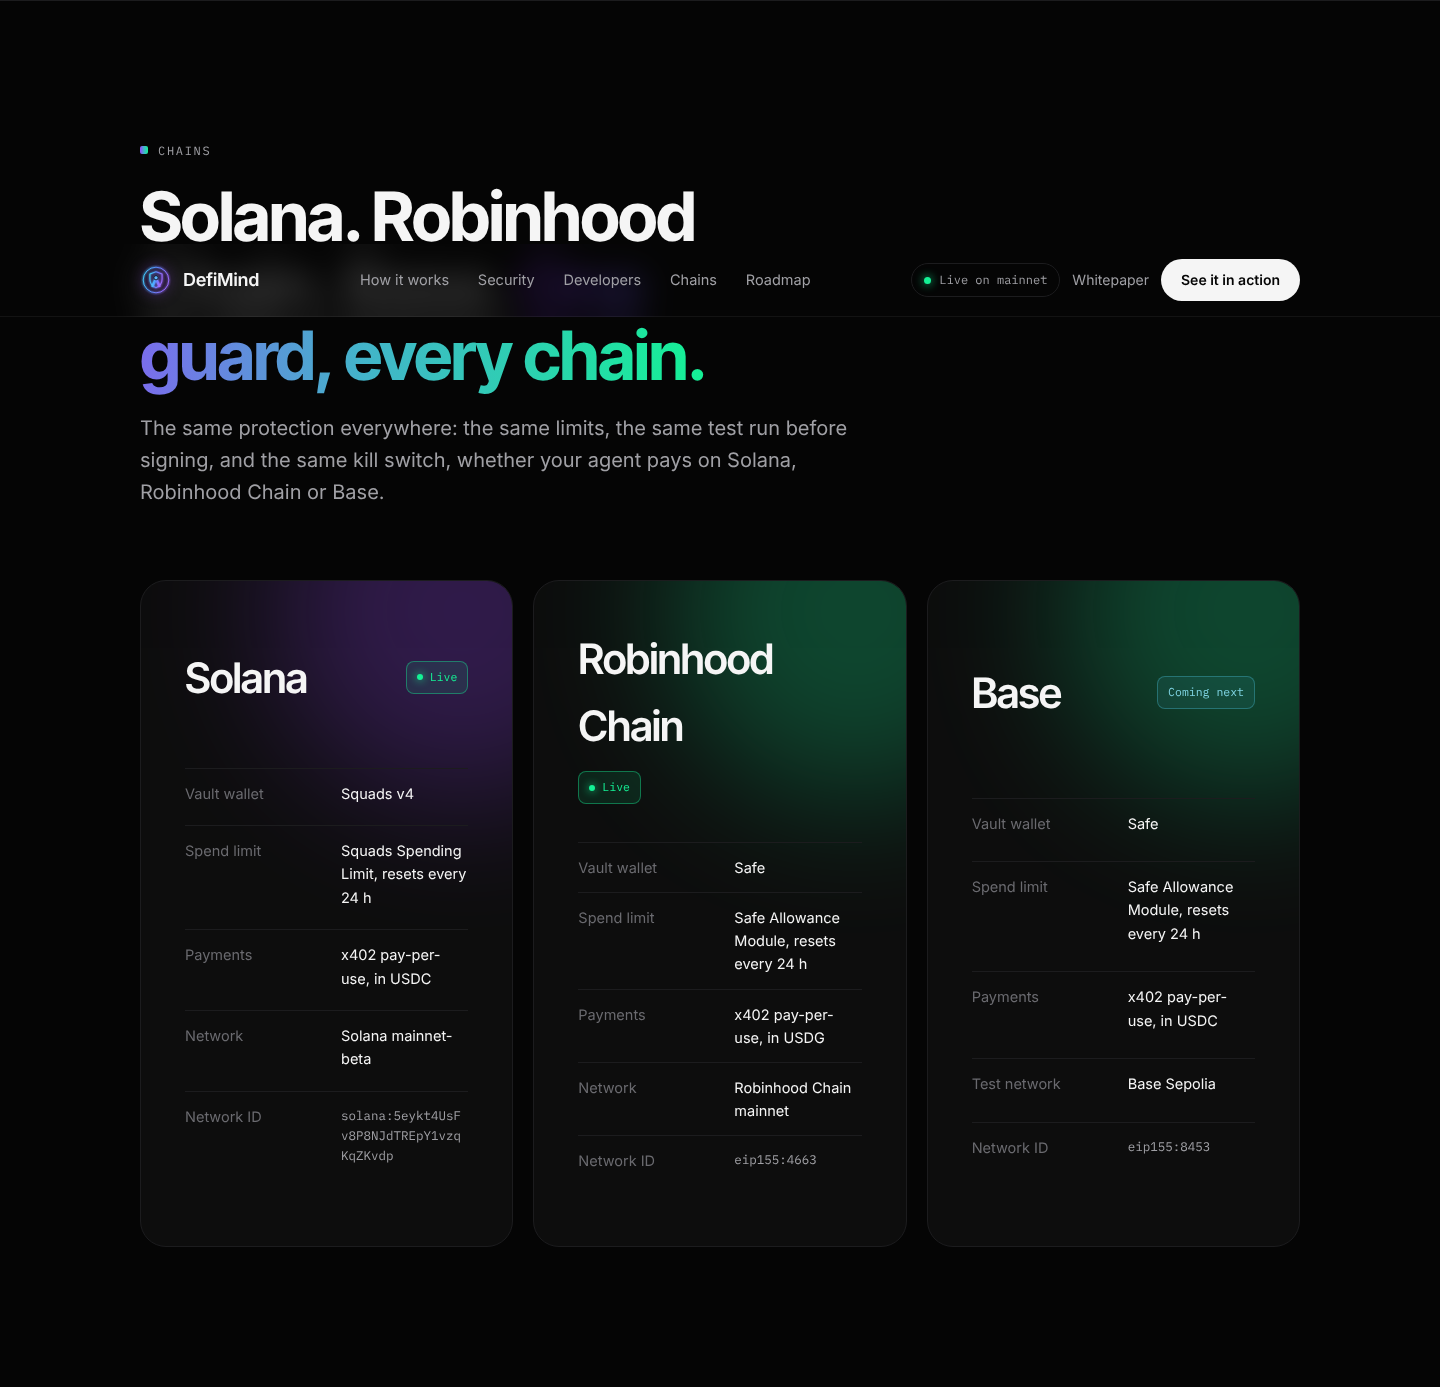 CHAINS
Solana. Robinhood
DefiMind
How it works
Security
Developers
Chains
Roadmap
Live on mainnet
Whitepaper
See it in action
guard, every chain.
The same protection everywhere: the same limits, the same test run before
signing, and the same kill switch, whether your agent pays on Solana,
Robinhood Chain or Base.
Solana
Live
Vault wallet
Squads v4
Spend limit
Squads Spending
Limit, resets every
24 h
Payments
x402 pay-per-
use, in USDC
Network
Solana mainnet-
beta
Network ID
solana:5eykt4UsF
v8P8NJdTREpY1vzq
KqZKvdp
Robinhood
Chain
Live
Vault wallet
Safe
Spend limit
Safe Allowance
Module, resets
every 24 h
Payments
x402 pay-per-
use, in USDG
Network
Robinhood Chain
mainnet
Network ID
eip155:4663
Base
Coming next
Vault wallet
Safe
Spend limit
Safe Allowance
Module, resets
every 24 h
Payments
x402 pay-per-
use, in USDC
Test network
Base Sepolia
Network ID
eip155:8453